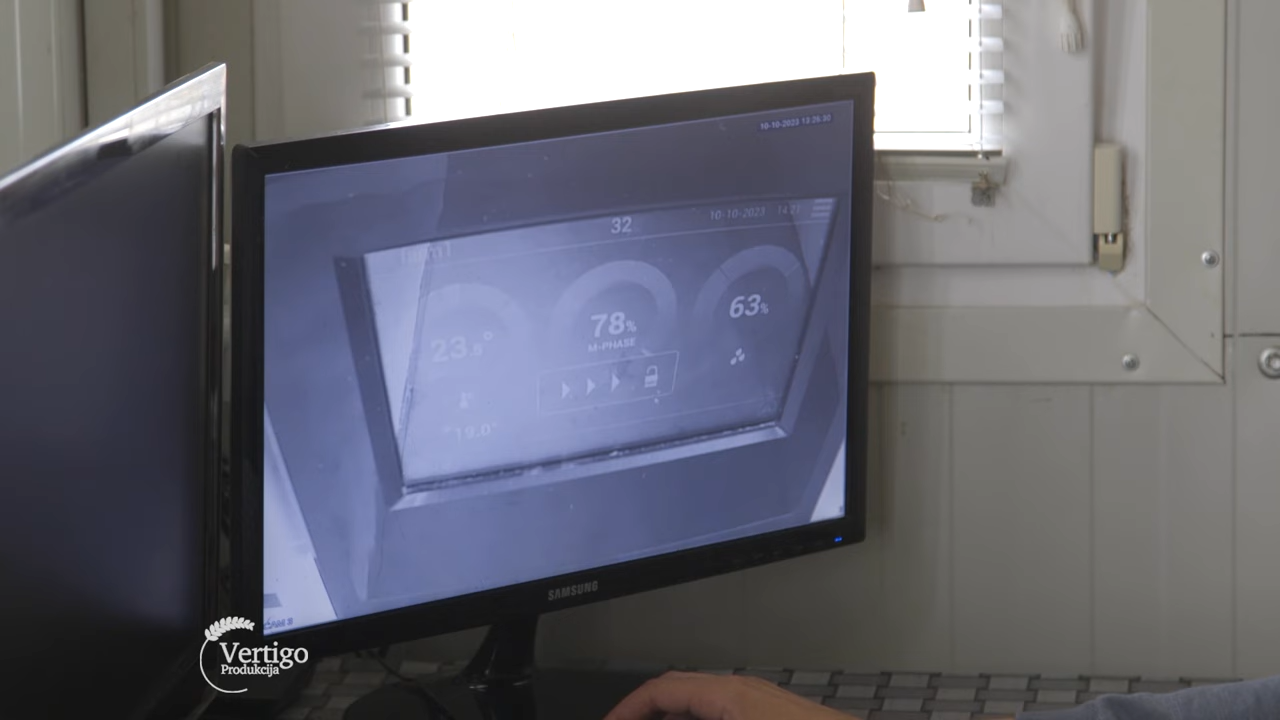 10-10-2023 13:26:30
32
10-10-2023 14:21
23.
78%
M-PHASE
63%
19.0°
SAMSUNG
Vertigo
Produkcija